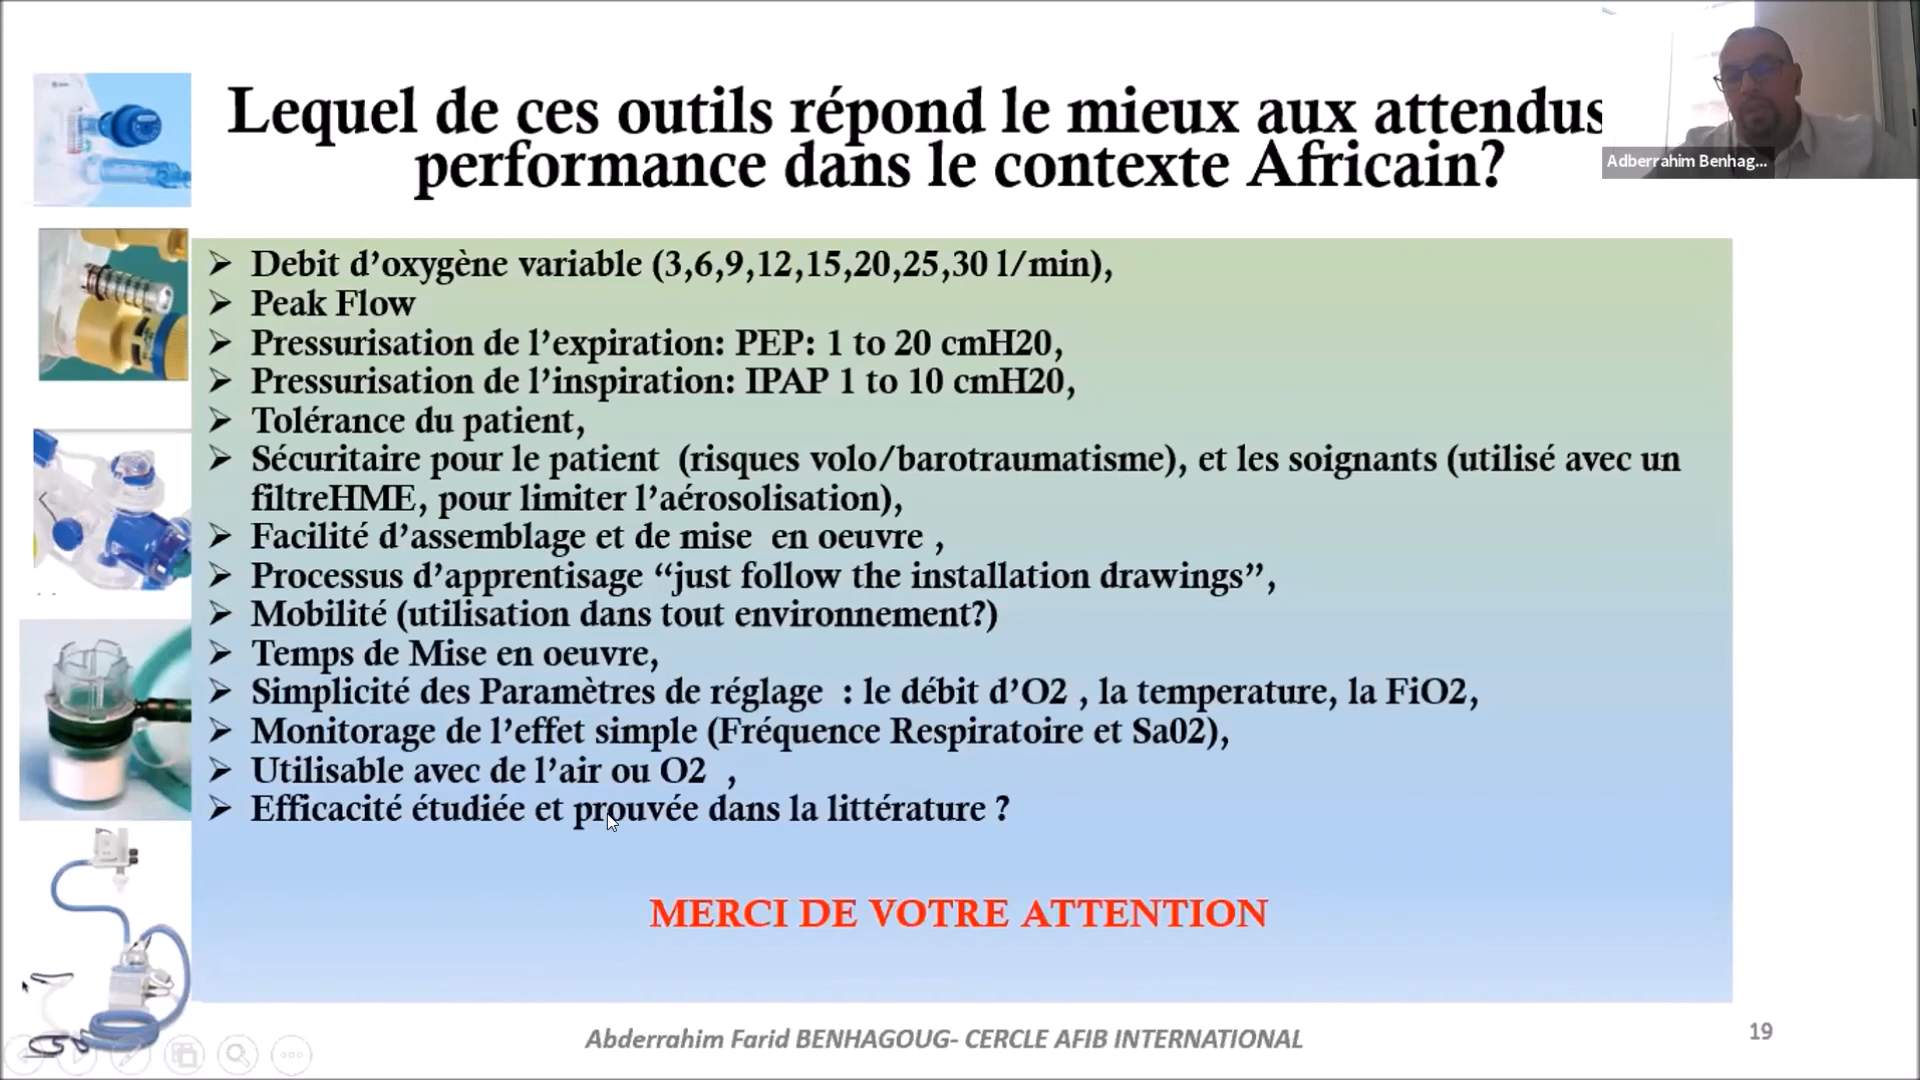 Lequel de ces outils répond le mieux aux attendus
performance dans le contexte Africain?
Adberrahim Benhag...
➢ Debit d’oxygène variable (3,6,9,12,15,20,25,30 l/min),
➢ Peak Flow
➢ Pressurisation de l’expiration: PEP: 1 to 20 cmH20,
➢ Pressurisation de l’inspiration: IPAP 1 to 10 cmH20,
➢ Tolérance du patient,
➢ Sécuritaire pour le patient (risques volo/barotraumatisme), et les soignants (utilisé avec un
filtreHME, pour limiter l’aérosolisation),
➢ Facilité d’assemblage et de mise en oeuvre ,
➢ Processus d’apprentisage “just follow the installation drawings”,
➢ Mobilité (utilisation dans tout environnement?)
➢ Temps de Mise en oeuvre,
➢ Simplicité des Paramètres de réglage : le débit d’O2 , la temperature, la FiO2,
➢ Monitorage de l’effet simple (Fréquence Respiratoire et Sa02),
➢ Utilisable avec de l’air ou O2 ,
➢ Efficacité étudiée et prouvée dans la littérature ?
MERCI DE VOTRE ATTENTION
Abderrahim Farid BENHAGOUG- CERCLE AFIB INTERNATIONAL
19